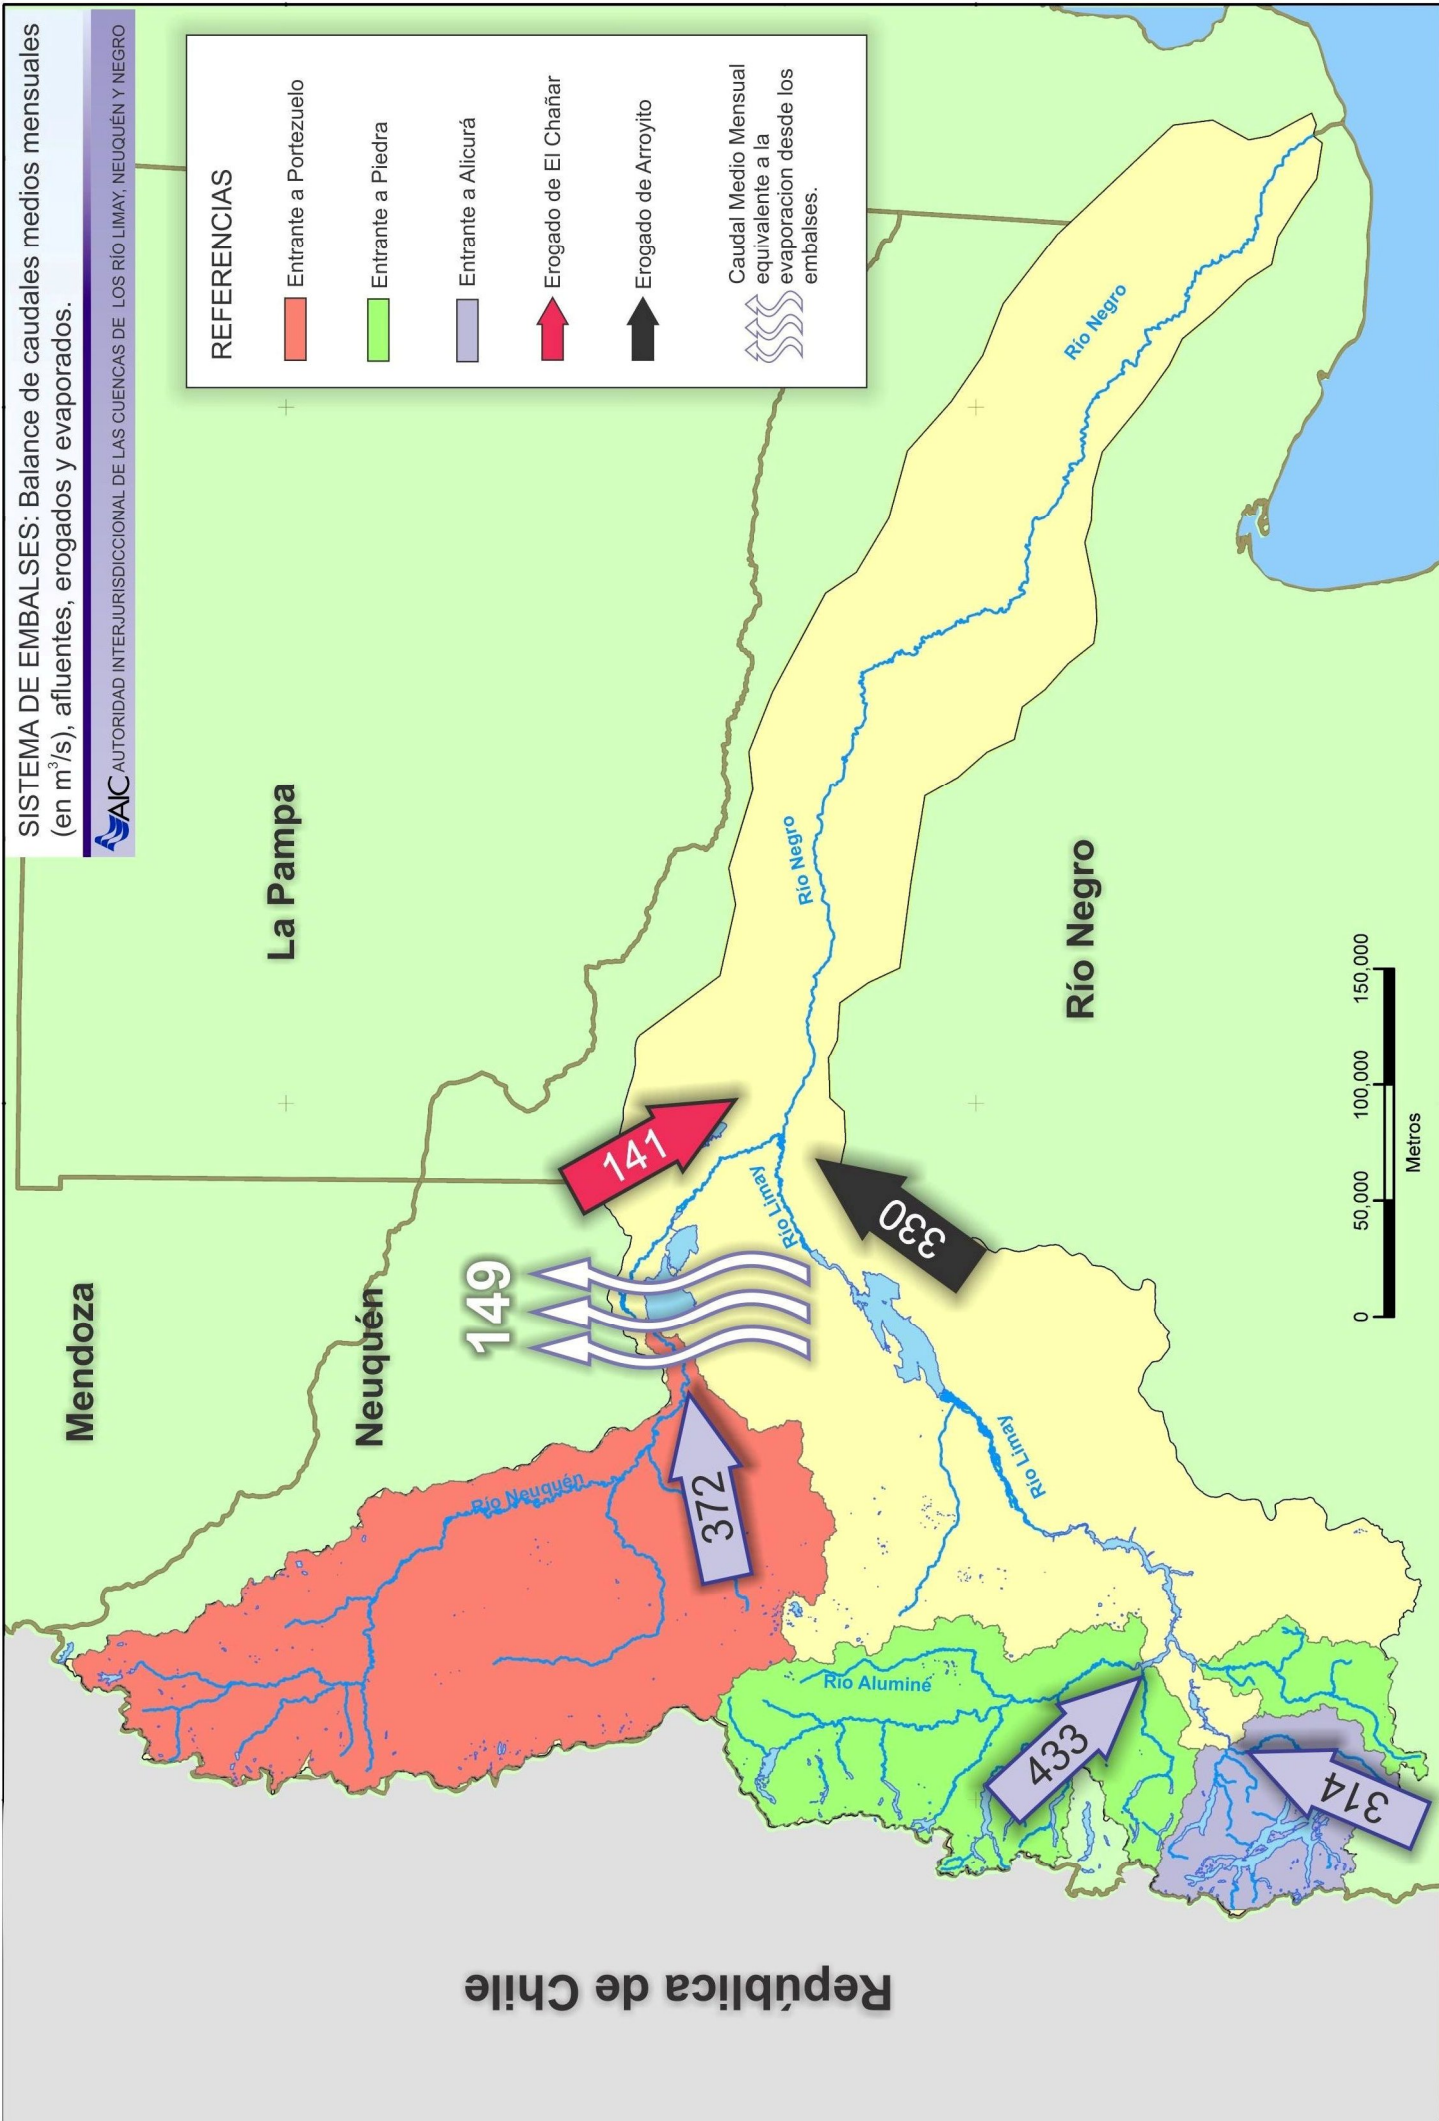 SISTEMA DE EMBALSES: Balance de caudales medios mensuales
(en m³/s), afluentes, erogados y evaporados.
AIC AUTORIDAD INTERJURISDICCIONAL DE LAS CUENCAS DE LOS RÍO LIMAY, NEUQUÉN Y NEGRO
REFERENCIAS
Entrante a Portezuelo
Entrante a Piedra
Entrante a Alicurá
Erogado de El Chañar
Erogado de Arroyito
Caudal Medio Mensual
equivalente a la
evaporacion desde los
embalses.
Mendoza
La Pampa
Neuquén
República de Chile
Río Negro
149
141
372
330
433
314
Río Neuquén
Río Limay
Río Limay
Río Aluminé
Río Negro
Río Negro
0
50,000
100,000
150,000
Metros